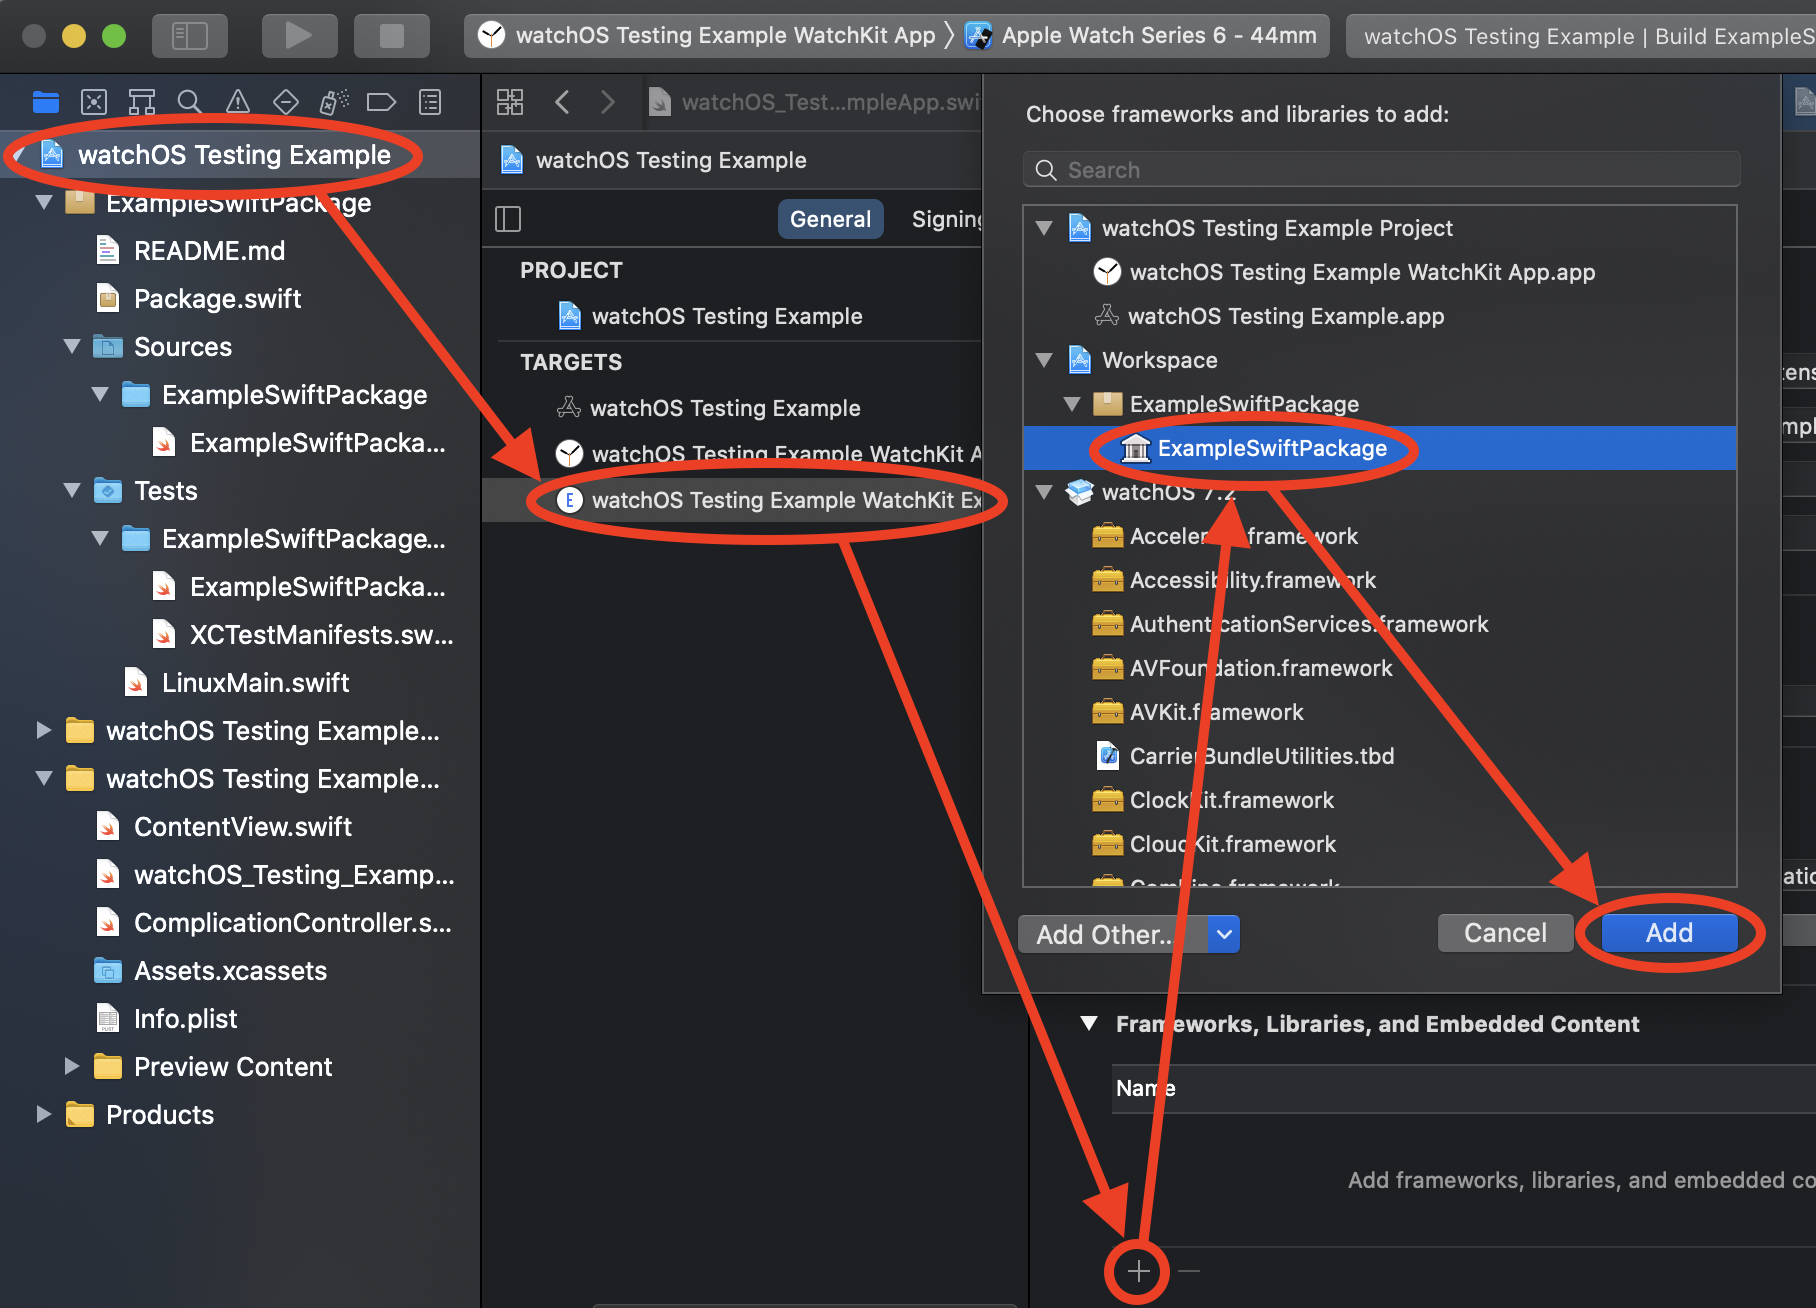 watchOS Testing Example WatchKit App
Apple Watch Series 6 - 44mm
watchOS Testing Example | Build ExampleS
watchOS Testing Example
ExampleSwiftPackage
README.md
Package.swift
Sources
ExampleSwiftPackage
ExampleSwiftPacka...
Tests
ExampleSwiftPackage...
ExampleSwiftPacka...
XCTestManifests.sw...
LinuxMain.swift
watchOS Testing Example...
watchOS Testing Example...
ContentView.swift
watchOS_Testing_Examp...
ComplicationController.s...
Assets.xcassets
Info.plist
Preview Content
Products
watchOS_Test...mpleApp.swi
watchOS Testing Example
General
Signing
PROJECT
watchOS Testing Example
TARGETS
watchOS Testing Example
watchOS Testing Example WatchKit A
E
watchOS Testing Example WatchKit Ex
Choose frameworks and libraries to add:
Search
watchOS Testing Example Project
watchOS Testing Example WatchKit App.app
watchOS Testing Example.app
Workspace
ExampleSwiftPackage
ExampleSwiftPackage
watchOS 7.2
Accelerate.framework
Accessibility.framework
AuthenticationServices.framework
AVFoundation.framework
AVKit.framework
CarrierBundleUtilities.tbd
ClockKit.framework
CloudKit.framework
Combine.framework
Add Other...
Cancel
Add
Frameworks, Libraries, and Embedded Content
Name
Add frameworks, libraries, and embedded co